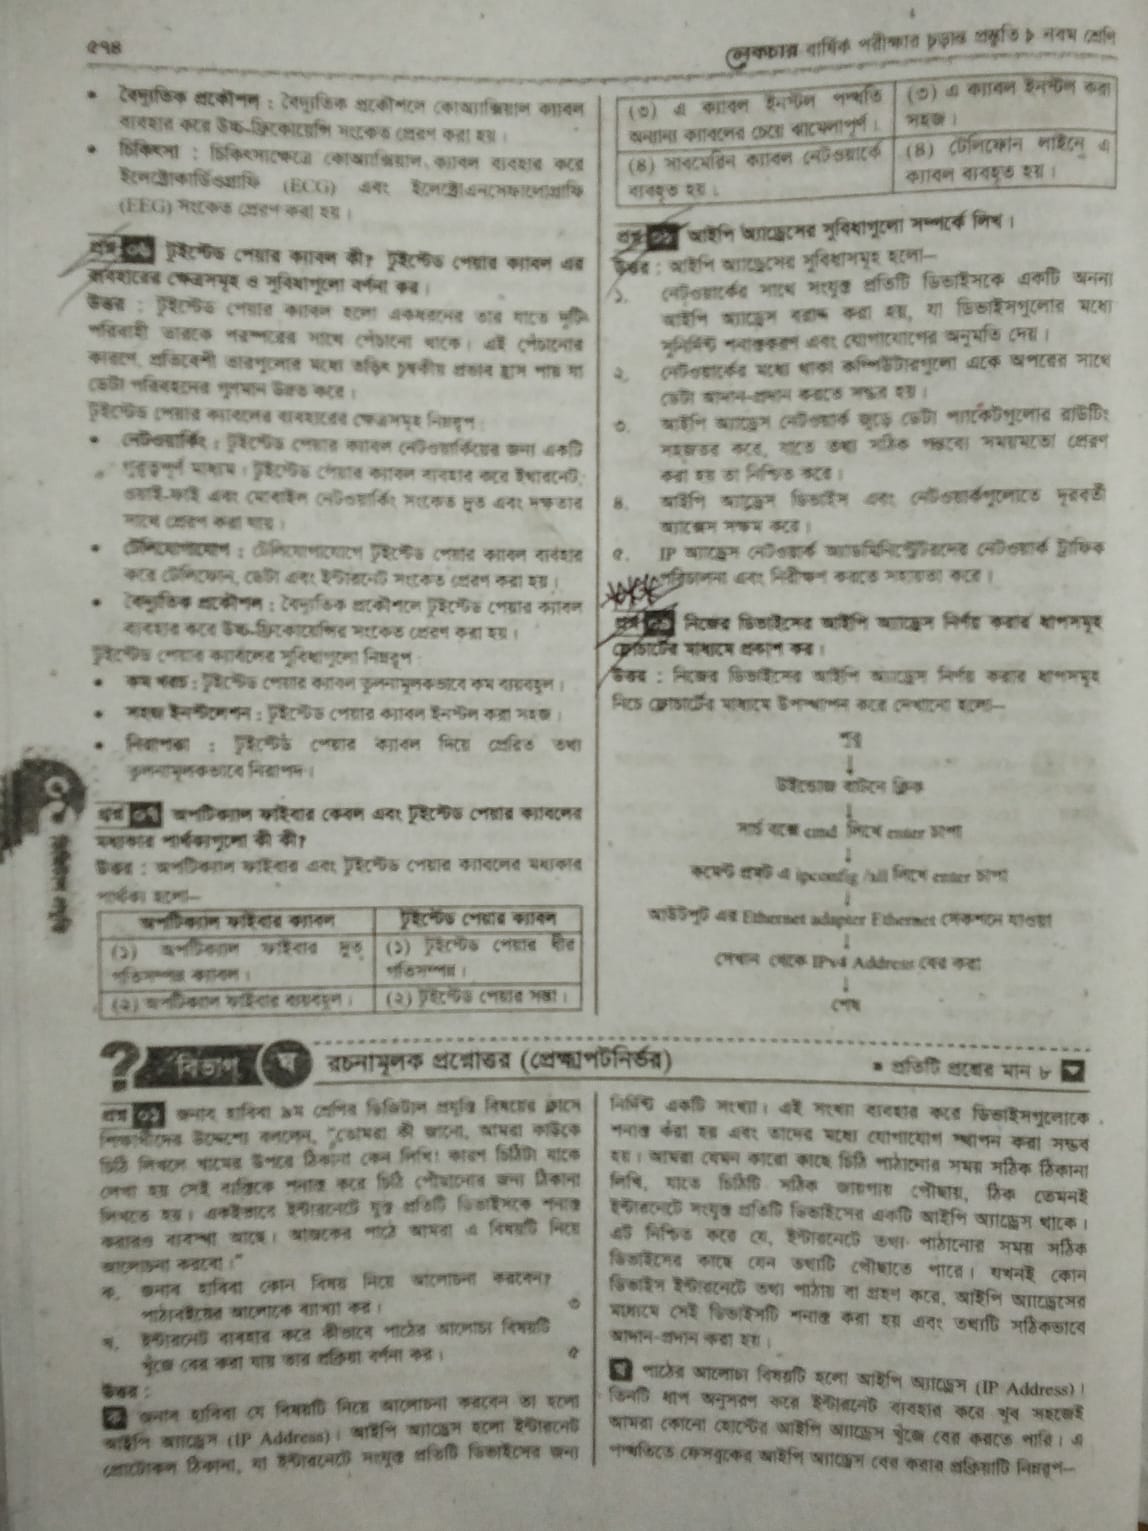 ৫৭৪
লেকচার বার্ষিক পরীক্ষার চূড়ান্ত প্রস্তুতি ▷ নবম শ্রেণি
• বৈদ্যুতিক প্রকৌশল : বৈদ্যুতিক প্রকৌশলে কোঅ্যাক্সিয়াল ক্যাবল
ব্যবহার করে উচ্চ-ফ্রিকোয়েন্সি সংকেত প্রেরণ করা হয়।
• চিকিৎসা : চিকিৎসাক্ষেত্রে কোঅ্যাক্সিয়াল ক্যাবল ব্যবহার করে
ইলেক্ট্রোকার্ডিওগ্রাফি (ECG) এবং ইলেক্ট্রোএনসেফালোগ্রাফি
(EEG) সংকেত প্রেরণ করা হয়।
প্রশ্ন ০৬ টুইস্টেড পেয়ার ক্যাবল কী? টুইস্টেড পেয়ার ক্যাবল এর
ব্যবহারের ক্ষেত্রসমূহ ও সুবিধাগুলো বর্ণনা কর।
উত্তর : টুইস্টেড পেয়ার ক্যাবল হলো একধরনের তার যাতে দুটি
পরিবাহী তারকে পরস্পরের সাথে পেঁচানো থাকে। এই পেঁচানোর
কারণে, প্রতিবেশী তারগুলোর মধ্যে তড়িৎ চুম্বকীয় প্রভাব হ্রাস পায় যা
ডেটা পরিবহনের গুণমান উন্নত করে।
টুইস্টেড পেয়ার ক্যাবলের ব্যবহারের ক্ষেত্রসমূহ নিম্নরূপ :
• নেটওয়ার্কিং : টুইস্টেড পেয়ার ক্যাবল নেটওয়ার্কিংয়ের জন্য একটি
গুরুত্বপূর্ণ মাধ্যম। টুইস্টেড পেয়ার ক্যাবল ব্যবহার করে ইথারনেট,
ওয়াই-ফাই এবং মোবাইল নেটওয়ার্কিং সংকেত দ্রুত এবং দক্ষতার
সাথে প্রেরণ করা যায়।
• টেলিযোগাযোগ : টেলিযোগাযোগে টুইস্টেড পেয়ার ক্যাবল ব্যবহার
করে টেলিফোন, ডেটা এবং ইন্টারনেট সংকেত প্রেরণ করা হয়।
• বৈদ্যুতিক প্রকৌশল : বৈদ্যুতিক প্রকৌশলে টুইস্টেড পেয়ার ক্যাবল
ব্যবহার করে উচ্চ-ফ্রিকোয়েন্সির সংকেত প্রেরণ করা হয়।
টুইস্টেড পেয়ার ক্যাবলের সুবিধাগুলো নিম্নরূপ :
• কম খরচ : টুইস্টেড পেয়ার ক্যাবল তুলনামূলকভাবে কম ব্যয়বহুল।
• সহজ ইনস্টলেশন : টুইস্টেড পেয়ার ক্যাবল ইনস্টল করা সহজ।
• নিরাপত্তা : টুইস্টেড পেয়ার ক্যাবল দিয়ে প্রেরিত তথ্য
তুলনামূলকভাবে নিরাপদ।
প্রশ্ন ০৭ অপটিক্যাল ফাইবার কেবল এবং টুইস্টেড পেয়ার ক্যাবলের
মধ্যকার পার্থক্যগুলো কী কী?
উত্তর : অপটিক্যাল ফাইবার এবং টুইস্টেড পেয়ার ক্যাবলের মধ্যকার
পার্থক্য হলো—
অপটিক্যাল ফাইবার ক্যাবল | টুইস্টেড পেয়ার ক্যাবল
(১) অপটিক্যাল ফাইবার দ্রুত | (১) টুইস্টেড পেয়ার ধীর
গতিসম্পন্ন ক্যাবল। | গতিসম্পন্ন।
(২) অপটিক্যাল ফাইবার ব্যয়বহুল। | (২) টুইস্টেড পেয়ার সস্তা।
(৩) এ ক্যাবল ইনস্টল পদ্ধতি | (৩) এ ক্যাবল ইনস্টল করা
অন্যান্য ক্যাবলের চেয়ে ঝামেলাপূর্ণ। | সহজ।
(৪) সাবমেরিন ক্যাবল নেটওয়ার্কে | (৪) টেলিফোন লাইনে এ
ব্যবহৃত হয়। | ক্যাবল ব্যবহৃত হয়।
প্রশ্ন আইপি অ্যাড্রেসের সুবিধাগুলো সম্পর্কে লিখ।
উত্তর : আইপি অ্যাড্রেসের সুবিধাসমূহ হলো—
১. নেটওয়ার্কের সাথে সংযুক্ত প্রতিটি ডিভাইসকে একটি অনন্য
আইপি অ্যাড্রেস বরাদ্দ করা হয়, যা ডিভাইসগুলোর মধ্যে
সুনির্দিষ্ট শনাক্তকরণ এবং যোগাযোগের অনুমতি দেয়।
২. নেটওয়ার্কের মধ্যে থাকা কম্পিউটারগুলো একে অপরের সাথে
ডেটা আদান-প্রদান করতে সক্ষম হয়।
৩. আইপি অ্যাড্রেস নেটওয়ার্ক জুড়ে ডেটা প্যাকেটগুলোর রাউটিং
সহজতর করে, যাতে তথ্য সঠিক গন্তব্যে সময়মতো প্রেরণ
করা হয় তা নিশ্চিত করে।
৪. আইপি অ্যাড্রেস ডিভাইস এবং নেটওয়ার্কগুলোতে দূরবর্তী
অ্যাক্সেস সক্ষম করে।
৫. IP অ্যাড্রেস নেটওয়ার্ক অ্যাডমিনিস্ট্রেটরদের নেটওয়ার্ক ট্রাফিক
পরিচালনা এবং নিরীক্ষণ করতে সহায়তা করে।
প্রশ্ন নিজের ডিভাইসের আইপি অ্যাড্রেস নির্ণয় করার ধাপসমূহ
ফ্লোচার্টের মাধ্যমে প্রকাশ কর।
উত্তর : নিজের ডিভাইসের আইপি অ্যাড্রেস নির্ণয় করার ধাপসমূহ
নিচে ফ্লোচার্টের মাধ্যমে উপস্থাপন করে দেখানো হলো—
শুরু
↓
উইন্ডোজ বাটনে ক্লিক
↓
সার্চ বক্সে cmd লিখে enter চাপা
↓
কমেন্ট প্রমট এ ipconfig /all লিখে enter চাপা
↓
আউটপুট এর Ethernet adapter Ethernet সেকশনে যাওয়া
↓
সেখান থেকে IPv4 Address বের করা
↓
শেষ
? বিভাগ ঘ রচনামূলক প্রশ্নোত্তর (প্রেক্ষাপটনির্ভর) • প্রতিটি প্রশ্নের মান ৮
প্রশ্ন ০১ জনাব হাবিবা ৯ম শ্রেণির ডিজিটাল প্রযুক্তি বিষয়ের ক্লাসে
শিক্ষার্থীদের উদ্দেশ্যে বললেন, "তোমরা কী জানো, আমরা কাউকে
চিঠি লিখলে খামের উপরে ঠিকানা কেন লিখি! কারণ চিঠিটা যাকে
লেখা হয় সেই ব্যক্তিকে শনাক্ত করে চিঠি পৌঁছানোর জন্য ঠিকানা
লিখতে হয়। একইভাবে ইন্টারনেটে যুক্ত প্রতিটি ডিভাইসকে শনাক্ত
করারও ব্যবস্থা আছে। আজকের পাঠে আমরা এ বিষয়টি নিয়ে
আলোচনা করবো।"
ক. জনাব হাবিবা কোন বিষয় নিয়ে আলোচনা করবেন?
পাঠ্যবইয়ের আলোকে ব্যাখ্যা কর। ৩
খ. ইন্টারনেট ব্যবহার করে কীভাবে পাঠের আলোচ্য বিষয়টি
খুঁজে বের করা যায় তার প্রক্রিয়া বর্ণনা কর। ৫
উত্তর :
ক জনাব হাবিবা যে বিষয়টি নিয়ে আলোচনা করবেন তা হলো
আইপি অ্যাড্রেস (IP Address)। আইপি অ্যাড্রেস হলো ইন্টারনেট
প্রোটোকল ঠিকানা, যা ইন্টারনেটে সংযুক্ত প্রতিটি ডিভাইসের জন্য
নির্দিষ্ট একটি সংখ্যা। এই সংখ্যা ব্যবহার করে ডিভাইসগুলোকে
শনাক্ত করা হয় এবং তাদের মধ্যে যোগাযোগ স্থাপন করা সম্ভব
হয়। আমরা যেমন কারো কাছে চিঠি পাঠানোর সময় সঠিক ঠিকানা
লিখি, যাতে চিঠিটি সঠিক জায়গায় পৌঁছায়, ঠিক তেমনই
ইন্টারনেটে সংযুক্ত প্রতিটি ডিভাইসের একটি আইপি অ্যাড্রেস থাকে।
এটি নিশ্চিত করে যে, ইন্টারনেটে তথ্য পাঠানোর সময় সঠিক
ডিভাইসের কাছে যেন তথ্যটি পৌঁছাতে পারে। যখনই কোন
ডিভাইস ইন্টারনেটে তথ্য পাঠায় বা গ্রহণ করে, আইপি অ্যাড্রেসের
মাধ্যমে সেই ডিভাইসটি শনাক্ত করা হয় এবং তথ্যটি সঠিকভাবে
আদান-প্রদান করা হয়।
খ পাঠের আলোচ্য বিষয়টি হলো আইপি অ্যাড্রেস (IP Address)।
তিনটি ধাপ অনুসরণ করে ইন্টারনেট ব্যবহার করে খুব সহজেই
আমরা কোনো হোস্টের আইপি অ্যাড্রেস খুঁজে বের করতে পারি। এ
পদ্ধতিতে ফেসবুকের আইপি অ্যাড্রেস বের করার প্রক্রিয়াটি নিম্নরূপ—